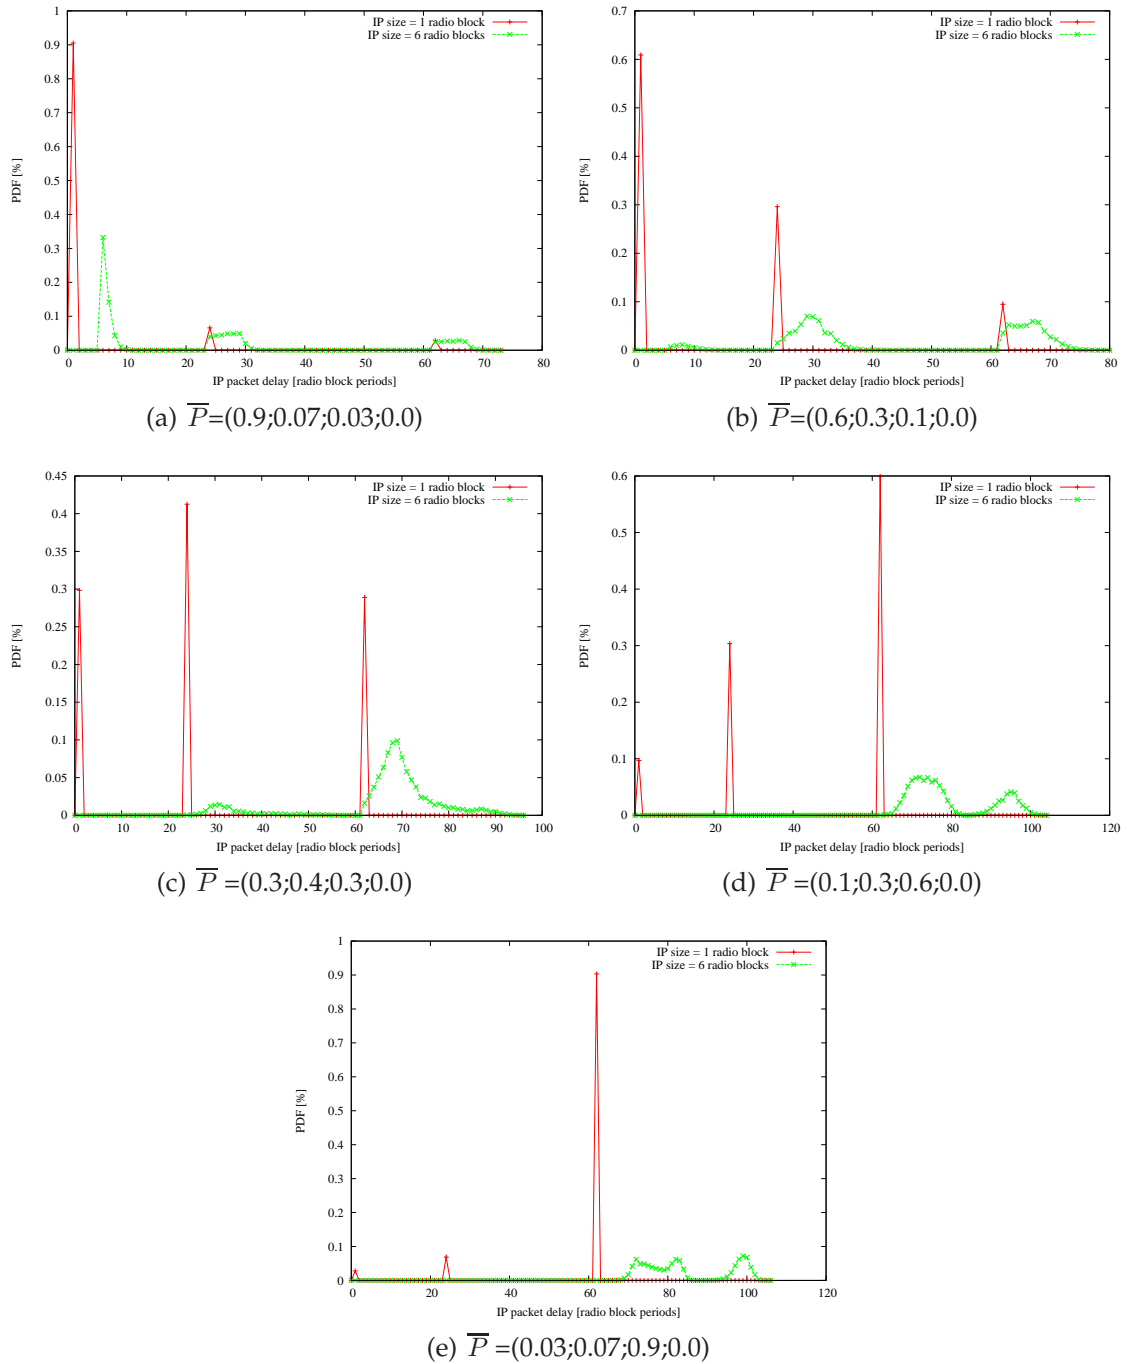 IP size = 1 radio block
IP size = 6 radio blocks
PDF [%]
1
0.9
0.8
0.7
0.6
0.5
0.4
0.3
0.2
0.1
0
0 10 20 30 40 50 60 70 80
IP packet delay [radio block periods]
(a) P=(0.9;0.07;0.03;0.0)
IP size = 1 radio block
IP size = 6 radio blocks
PDF [%]
0.7
0.6
0.5
0.4
0.3
0.2
0.1
0
0 10 20 30 40 50 60 70 80
IP packet delay [radio block periods]
(b) P=(0.6;0.3;0.1;0.0)
IP size = 1 radio block
IP size = 6 radio blocks
PDF [%]
0.45
0.4
0.35
0.3
0.25
0.2
0.15
0.1
0.05
0
0 10 20 30 40 50 60 70 80 90 100
IP packet delay [radio block periods]
(c) P =(0.3;0.4;0.3;0.0)
IP size = 1 radio block
IP size = 6 radio blocks
PDF [%]
0.6
0.5
0.4
0.3
0.2
0.1
0
0 20 40 60 80 100 120
IP packet delay [radio block periods]
(d) P =(0.1;0.3;0.6;0.0)
IP size = 1 radio block
IP size = 6 radio blocks
PDF [%]
1
0.9
0.8
0.7
0.6
0.5
0.4
0.3
0.2
0.1
0
0 20 40 60 80 100 120
IP packet delay [radio block periods]
(e) P =(0.03;0.07;0.9;0.0)